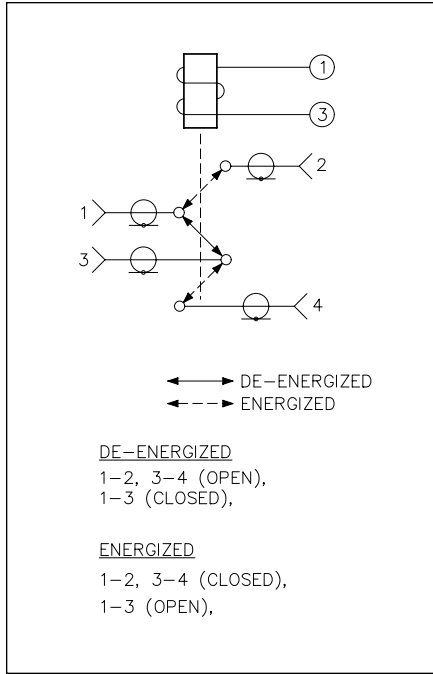 1
3
2
1
3
4
DE-ENERGIZED
ENERGIZED
DE-ENERGIZED
1-2, 3-4 (OPEN),
1-3 (CLOSED),
ENERGIZED
1-2, 3-4 (CLOSED),
1-3 (OPEN),